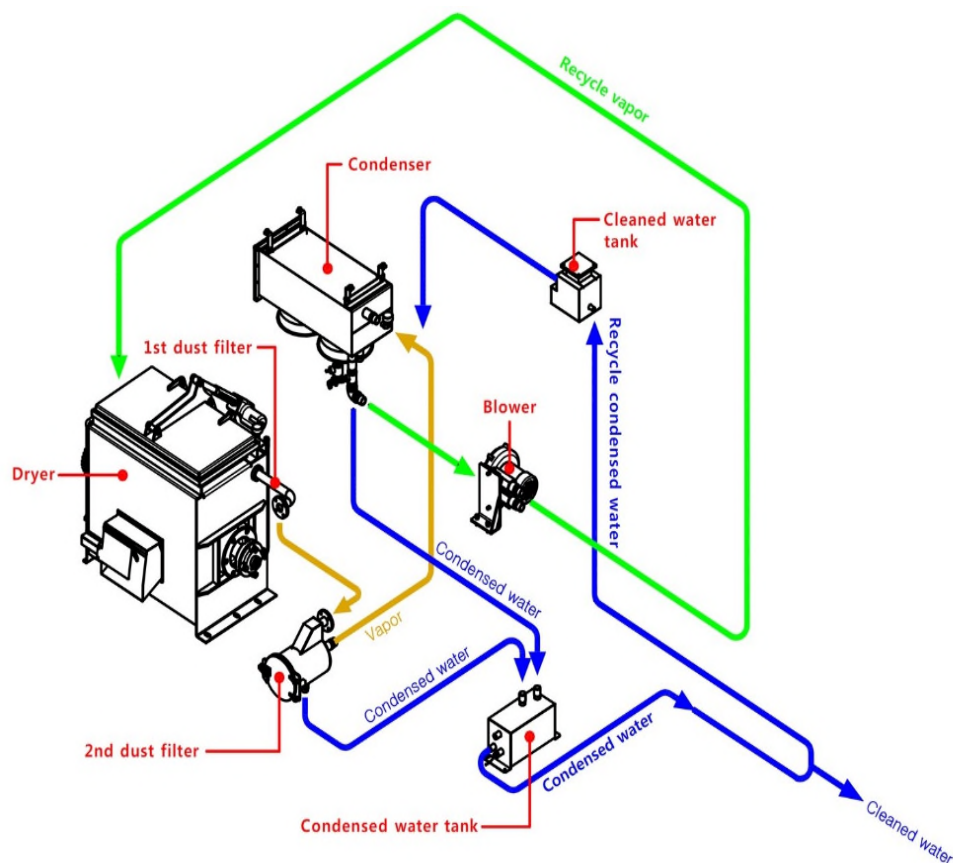 Recycle vapor
Condenser
Cleaned water
tank
1st dust filter
Recycle condensed water
Blower
Dryer
Condensed water
Vapor
Condensed water
2nd dust filter
Condensed water
Condensed water tank
Cleaned water